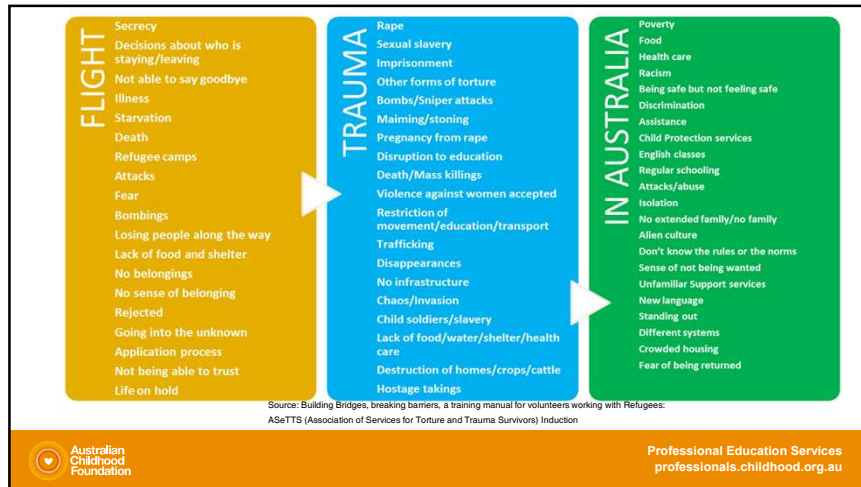 FLIGHT
Secrecy
Decisions about who is
staying/leaving
Not able to say goodbye
Illness
Starvation
Death
Refugee camps
Attacks
Fear
Bombings
Losing people along the way
Lack of food and shelter
No belongings
No sense of belonging
Rejected
Going into the unknown
Application process
Not being able to trust
Life on hold
TRAUMA
Rape
Sexual slavery
Imprisonment
Other forms of torture
Bombs/Sniper attacks
Maiming/stoning
Pregnancy from rape
Disruption to education
Death/Mass killings
Violence against women accepted
Restriction of
movement/education/transport
Trafficking
Disappearances
No infrastructure
Chaos/Invasion
Child soldiers/slavery
Lack of food/water/shelter/health
care
Destruction of homes/crops/cattle
Hostage takings
IN AUSTRALIA
Poverty
Food
Health care
Racism
Being safe but not feeling safe
Discrimination
Assistance
Child Protection services
English classes
Regular schooling
Attacks/abuse
Isolation
No extended family/no family
Alien culture
Don't know the rules or the norms
Sense of not being wanted
Unfamiliar Support services
New language
Standing out
Different systems
Crowded housing
Fear of being returned
Source: Building Bridges, breaking barriers, a training manual for volunteers working with Refugees:
ASeTTS (Association of Services for Torture and Trauma Survivors) Induction
Australian
Childhood
Foundation
Professional Education Services
professionals.childhood.org.au